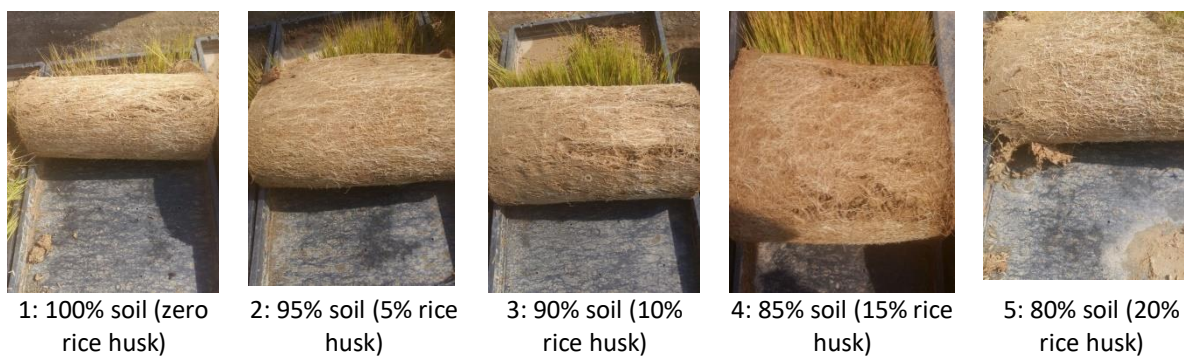 1: 100% soil (zero
rice husk)
2: 95% soil (5% rice
husk)
3: 90% soil (10%
rice husk)
4: 85% soil (15% rice
husk)
5: 80% soil (20%
rice husk)